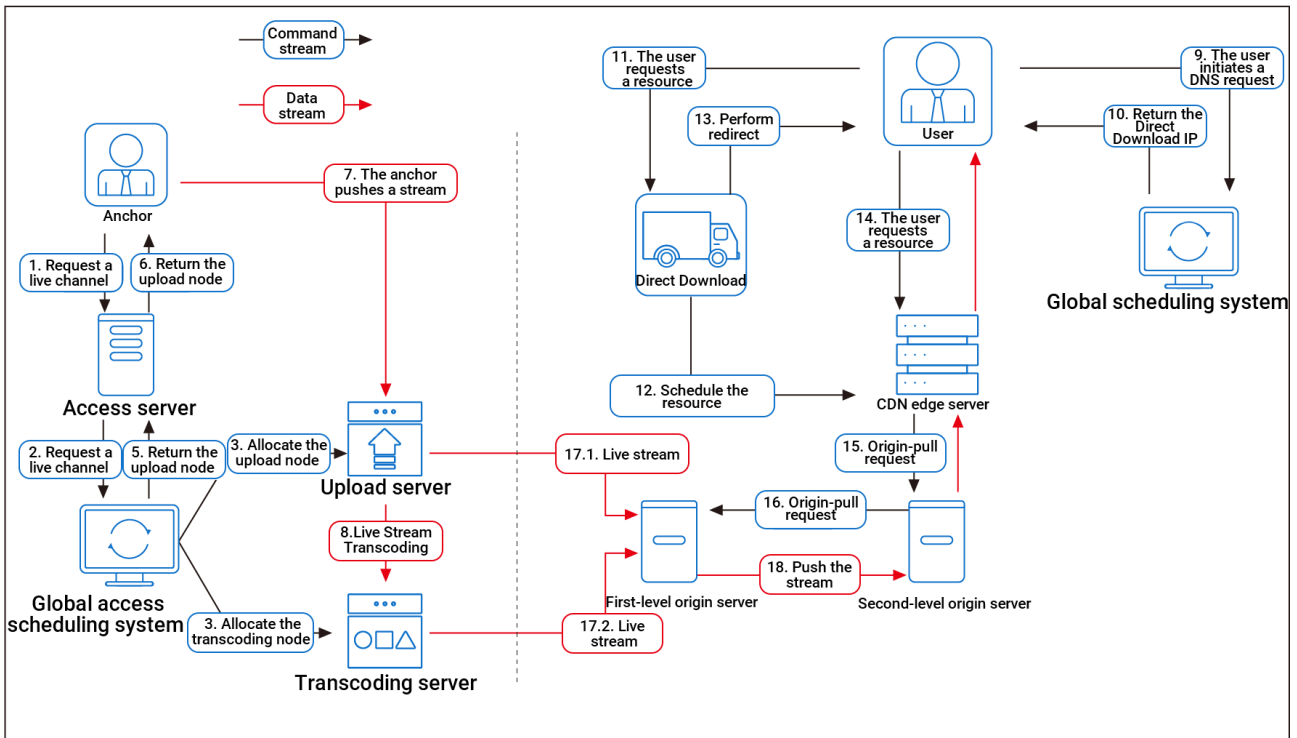 Command
stream
Data
stream
Anchor
7. The anchor
pushes a stream
1. Request a
live channel
6. Return the
upload node
Access server
2. Request a
live channel
5. Return the
upload node
3. Allocate the
upload node
Upload server
8.Live Stream
Transcoding
Global access
scheduling system
3. Allocate the
transcoding node
Transcoding server
11. The user
requests
a resource
13. Perform
redirect
User
9. The user
initiates a
DNS request
10. Return the
Direct
Download IP
14. The user
requests
a resource
Direct Download
Global scheduling system
12. Schedule the
resource
CDN edge server
17.1. Live stream
15. Origin-pull
request
16. Origin-pull
request
18. Push the
stream
First-level origin server
Second-level origin server
17.2. Live
stream